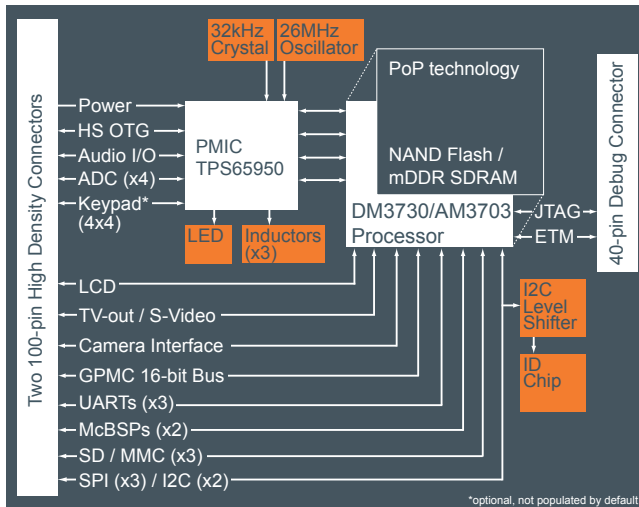 32kHz
Crystal
26MHz
Oscillator
PoP technology
NAND Flash /
mDDR SDRAM
Two 100-pin High Density Connectors
Power
HS OTG
Audio I/O
ADC (x4)
Keypad*
(4x4)
PMIC
TPS65950
LED
Inductors
(x3)
DM3730/AM3703
Processor
JTAG
ETM
40-pin Debug Connector
LCD
TV-out / S-Video
Camera Interface
GPMC 16-bit Bus
UARTs (x3)
McBSPs (x2)
SD / MMC (x3)
SPI (x3) / I2C (x2)
I2C
Level
Shifter
ID
Chip
*optional, not populated by default